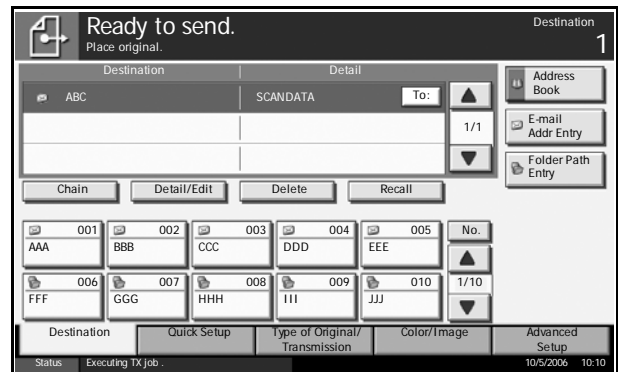 Ready to send.
Place original.
Destination
1
Destination Detail
ABC SCANDATA To:
1/1
Address Book
E-mail Addr Entry
Folder Path Entry
Chain Detail/Edit Delete Recall
001 002 003 004 005 No.
AAA BBB CCC DDD EEE
006 007 008 009 010 1/10
FFF GGG HHH III JJJ
Destination Quick Setup Type of Original/ Transmission Color/Image Advanced Setup
Status Executing TX job. 10/5/2006 10:10